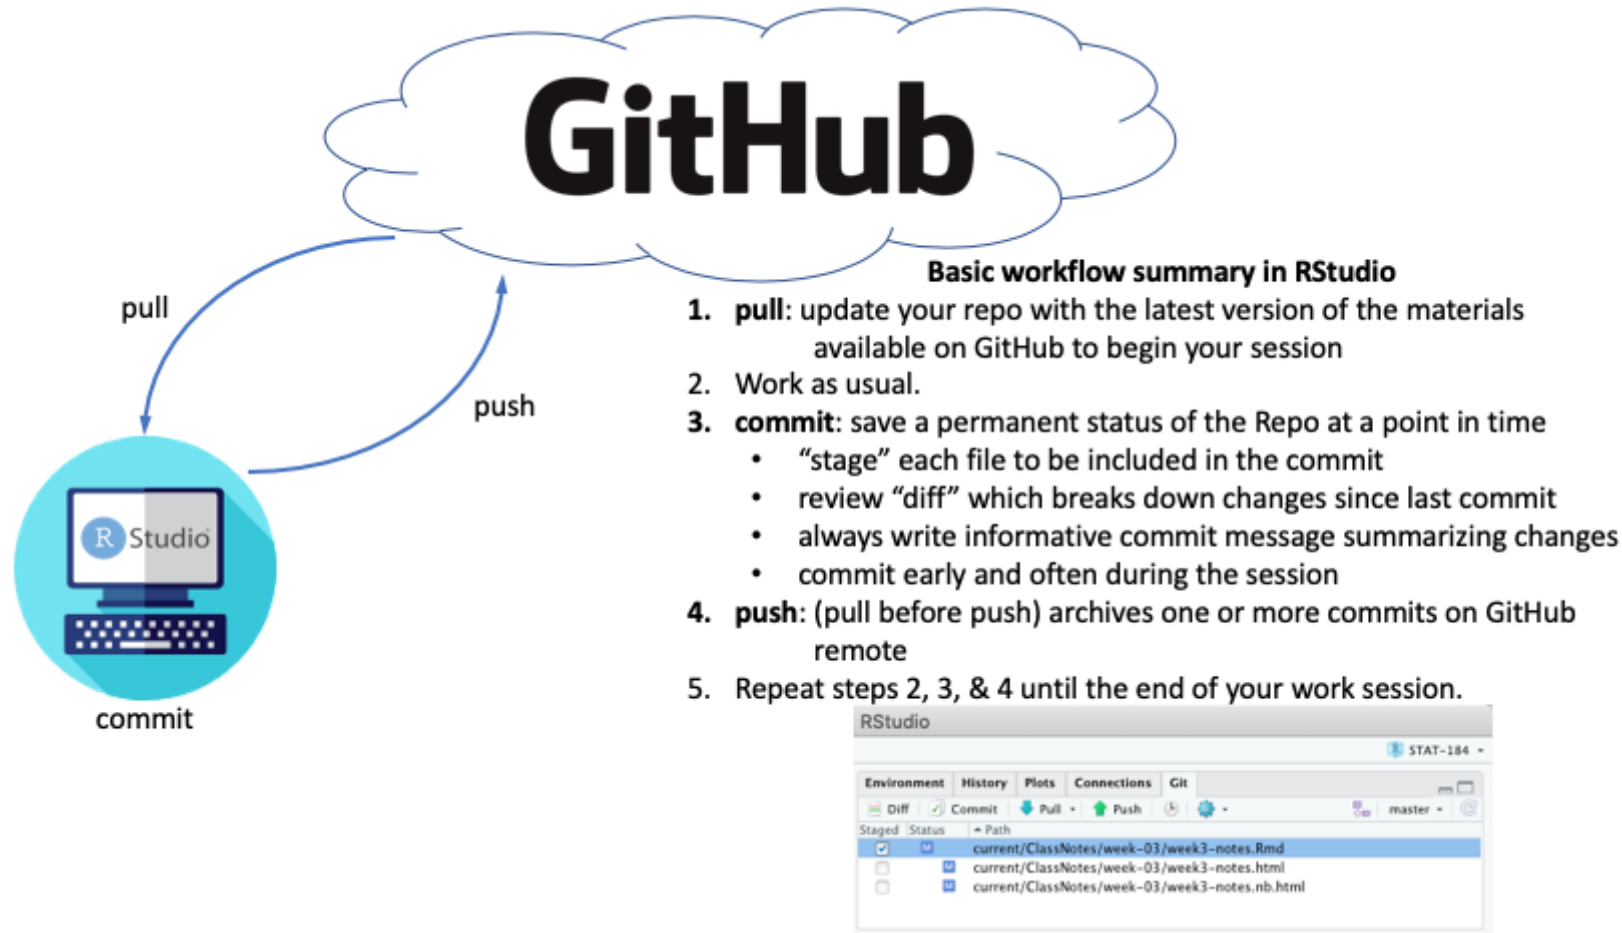 GitHub
pull
push
R Studio
commit
Basic workflow summary in RStudio
1. pull: update your repo with the latest version of the materials
available on GitHub to begin your session
2. Work as usual.
3. commit: save a permanent status of the Repo at a point in time
• “stage” each file to be included in the commit
• review “diff” which breaks down changes since last commit
• always write informative commit message summarizing changes
• commit early and often during the session
4. push: (pull before push) archives one or more commits on GitHub
remote
5. Repeat steps 2, 3, & 4 until the end of your work session.
RStudio
STAT-184
Environment History Plots Connections Git
Diff Commit Pull Push master
Staged Status Path
M current/ClassNotes/week-03/week3-notes.Rmd
M current/ClassNotes/week-03/week3-notes.html
M current/ClassNotes/week-03/week3-notes.nb.html